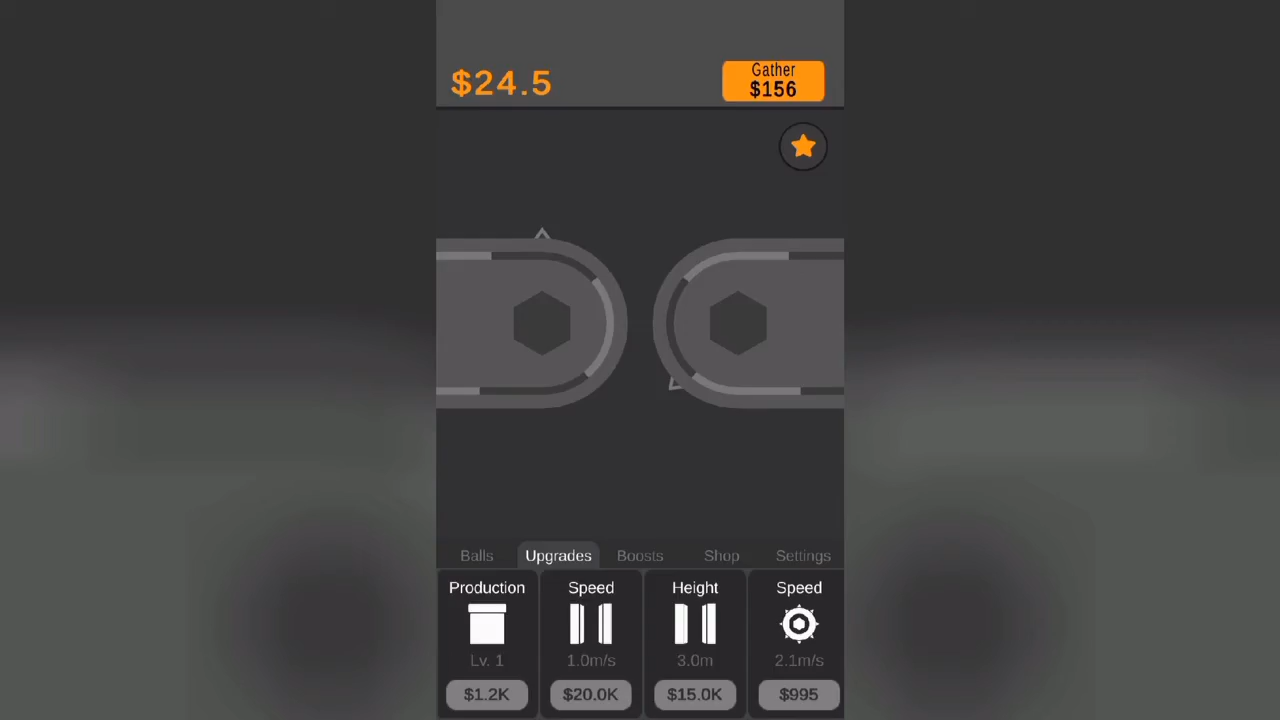 $24.5
Gather
$156
Balls Upgrades Boosts Shop Settings
Production Speed Height Speed
Lv. 1 1.0m/s 3.0m 2.1m/s
$1.2K $20.0K $15.0K $995